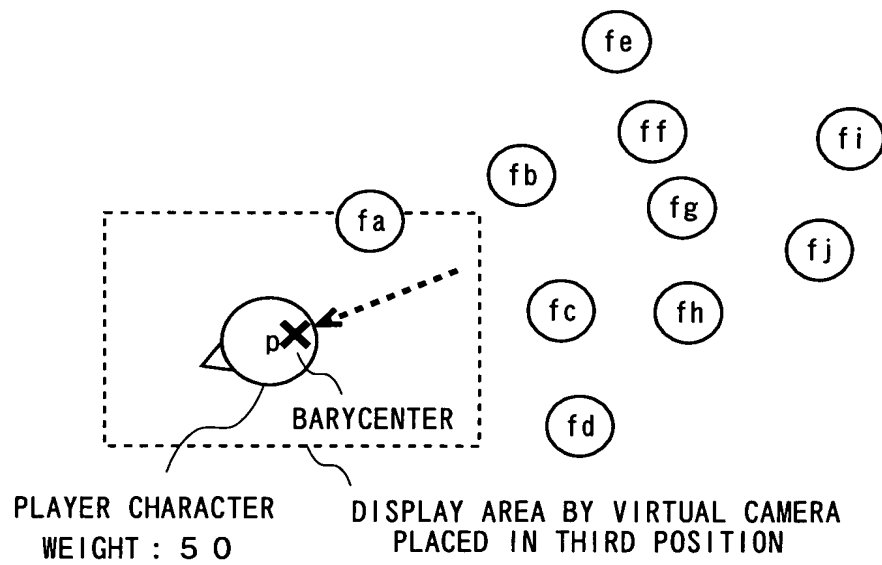 fe
ff
fi
fb
fg
fa
fj
fc
fh
p
BARYCENTER
fd
PLAYER CHARACTER
WEIGHT : 50
DISPLAY AREA BY VIRTUAL CAMERA
PLACED IN THIRD POSITION